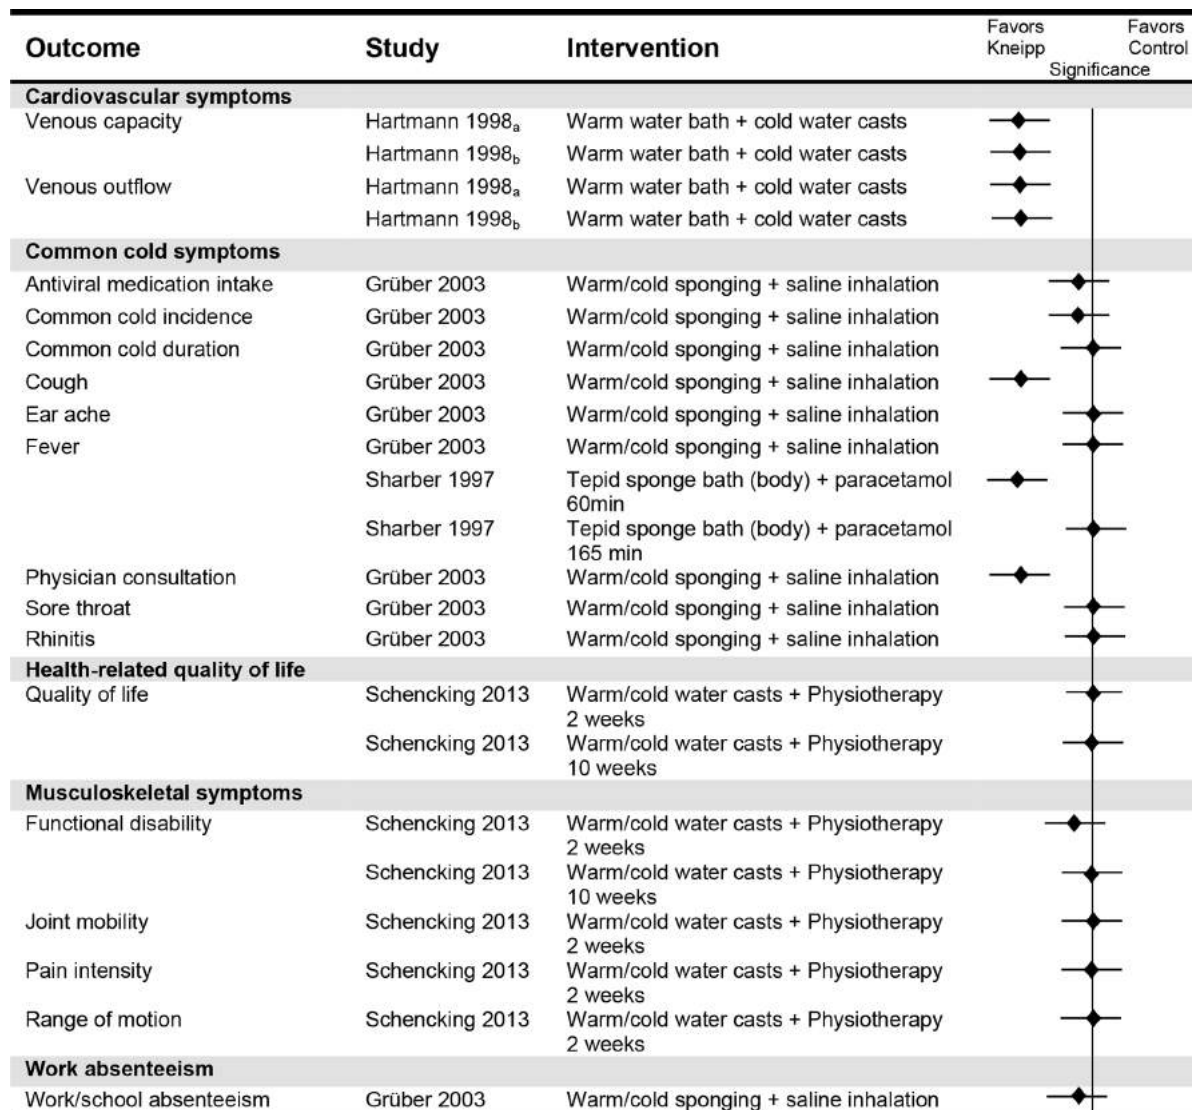 Outcome Study Intervention Favors Kneipp Favors Control
Significance
Cardiovascular symptoms
Venous capacity Hartmann 1998a Warm water bath + cold water casts
Hartmann 1998b Warm water bath + cold water casts
Venous outflow Hartmann 1998a Warm water bath + cold water casts
Hartmann 1998b Warm water bath + cold water casts
Common cold symptoms
Antiviral medication intake Grüber 2003 Warm/cold sponging + saline inhalation
Common cold incidence Grüber 2003 Warm/cold sponging + saline inhalation
Common cold duration Grüber 2003 Warm/cold sponging + saline inhalation
Cough Grüber 2003 Warm/cold sponging + saline inhalation
Ear ache Grüber 2003 Warm/cold sponging + saline inhalation
Fever Grüber 2003 Warm/cold sponging + saline inhalation
Sharber 1997 Tepid sponge bath (body) + paracetamol
60min
Sharber 1997 Tepid sponge bath (body) + paracetamol
165 min
Physician consultation Grüber 2003 Warm/cold sponging + saline inhalation
Sore throat Grüber 2003 Warm/cold sponging + saline inhalation
Rhinitis Grüber 2003 Warm/cold sponging + saline inhalation
Health-related quality of life
Quality of life Schencking 2013 Warm/cold water casts + Physiotherapy
2 weeks
Schencking 2013 Warm/cold water casts + Physiotherapy
10 weeks
Musculoskeletal symptoms
Functional disability Schencking 2013 Warm/cold water casts + Physiotherapy
2 weeks
Schencking 2013 Warm/cold water casts + Physiotherapy
10 weeks
Joint mobility Schencking 2013 Warm/cold water casts + Physiotherapy
2 weeks
Pain intensity Schencking 2013 Warm/cold water casts + Physiotherapy
2 weeks
Range of motion Schencking 2013 Warm/cold water casts + Physiotherapy
2 weeks
Work absenteeism
Work/school absenteeism Grüber 2003 Warm/cold sponging + saline inhalation